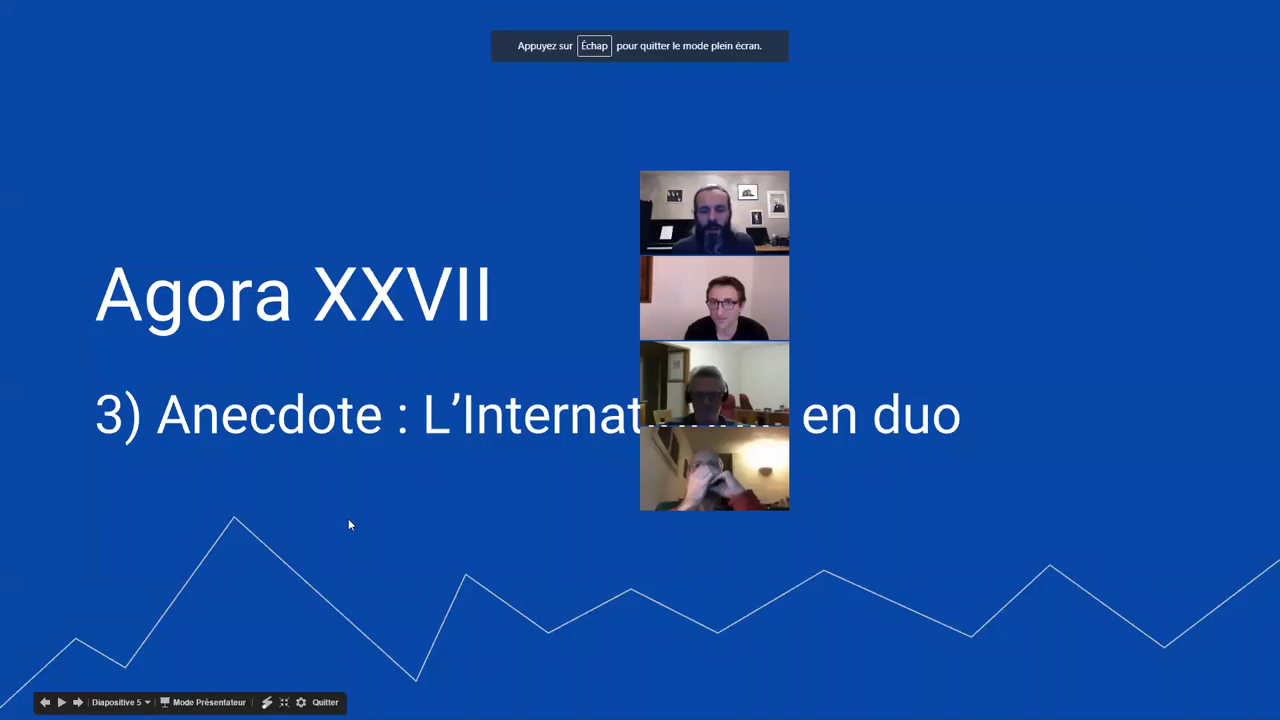 Appuyez sur Échap pour quitter le mode plein écran.
Agora XXVII
3) Anecdote : L’Internat en duo
Diapositive 5 Mode Présentateur Quitter